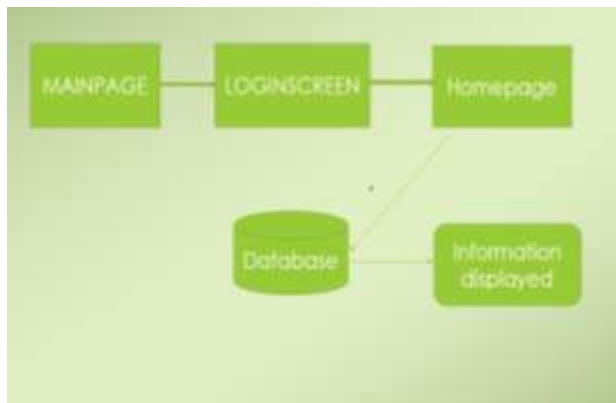 MAINPAGE
LOGINSCREEN
Homepage
Database
Information
displayed